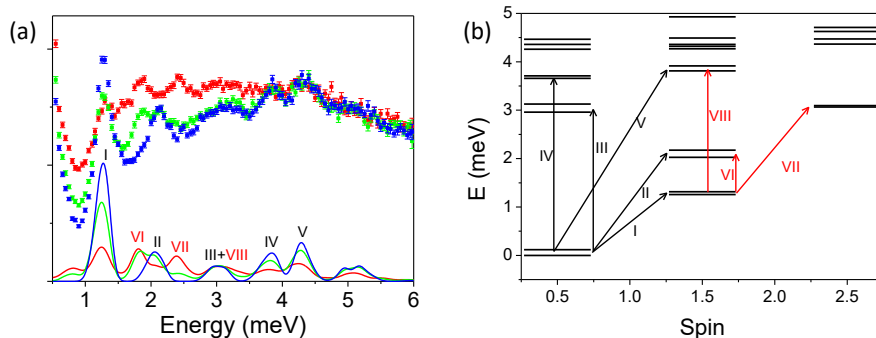 (a)
I
VI
II
VII
III+VIII
IV
V
1 2 3 4 5 6
Energy (meV)
(b)
5
4
3
2
1
0
E (meV)
IV
III
V
II
I
VIII
VI
VII
0.5 1.0 1.5 2.0 2.5
Spin